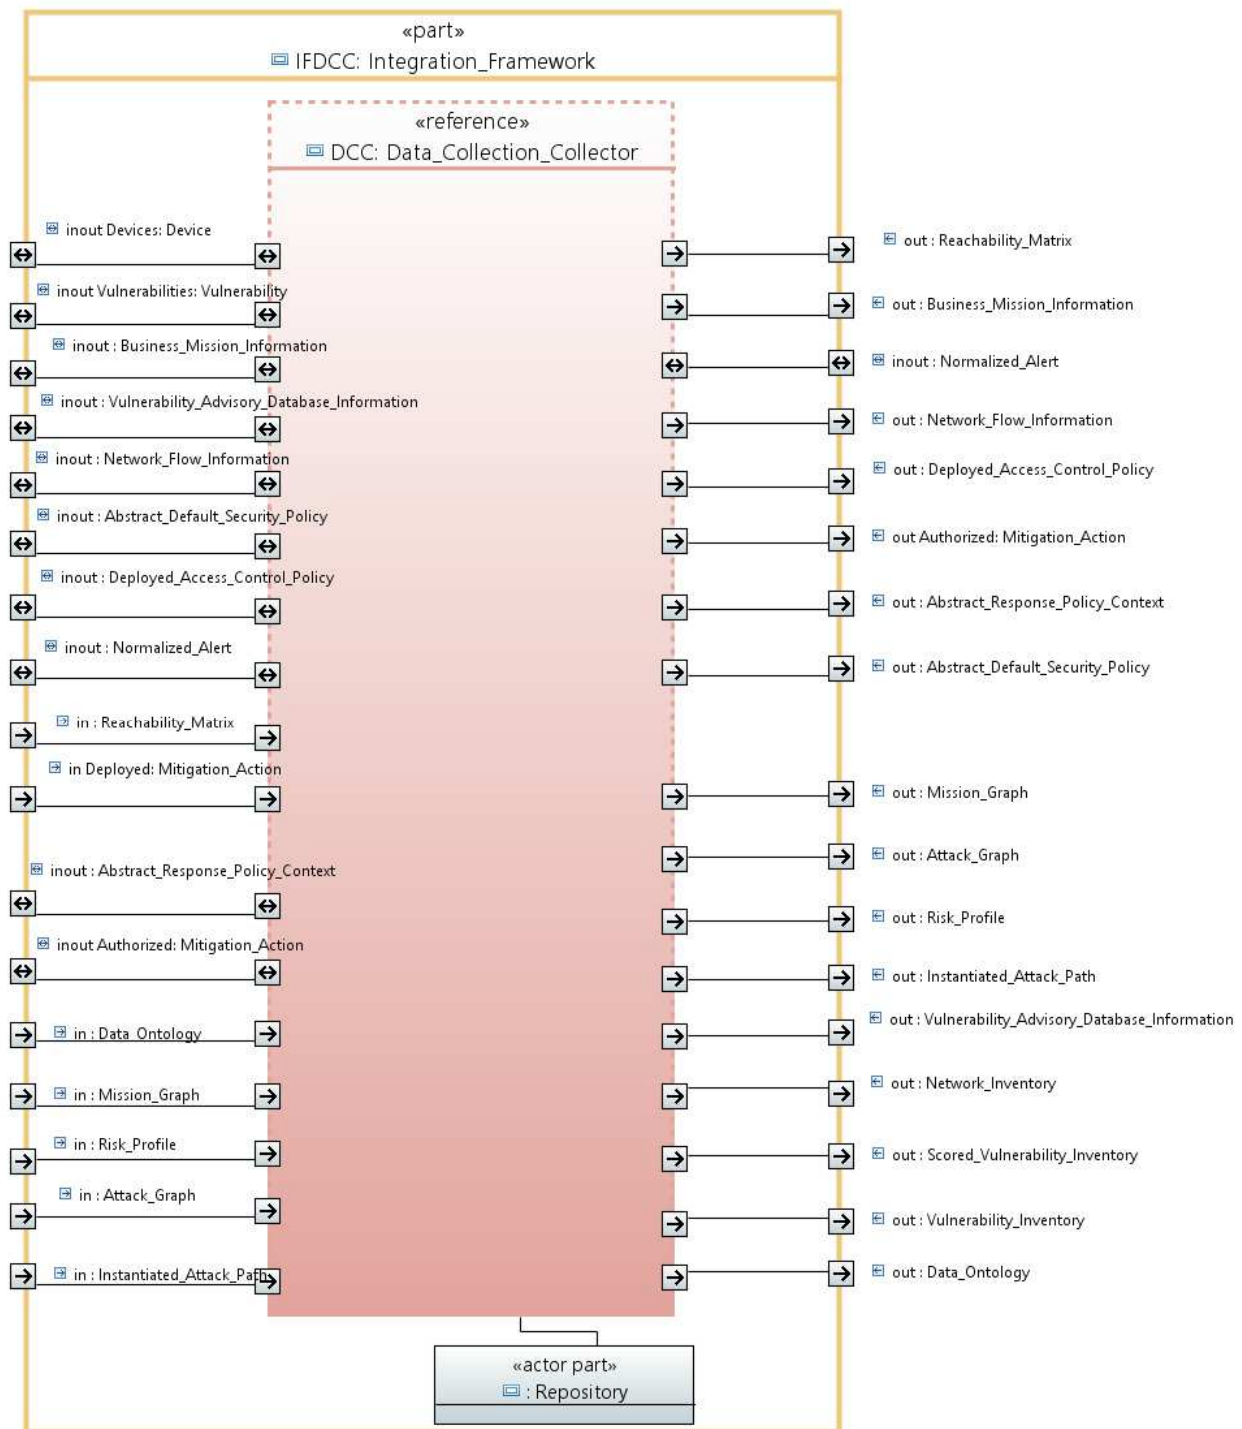 «part»
IFDCC: Integration_Framework
«reference»
DCC: Data_Collection_Collector
inout Devices: Device
inout Vulnerabilities: Vulnerability
inout : Business_Mission_Information
inout : Vulnerability_Advisory_Database_Information
inout : Network_Flow_Information
inout : Abstract_Default_Security_Policy
inout : Deployed_Access_Control_Policy
inout : Normalized_Alert
in : Reachability_Matrix
in Deployed: Mitigation_Action
inout : Abstract_Response_Policy_Context
inout Authorized: Mitigation_Action
in : Data_Ontology
in : Mission_Graph
in : Risk_Profile
in : Attack_Graph
in : Instantiated_Attack_Path
out : Reachability_Matrix
out : Business_Mission_Information
inout : Normalized_Alert
out : Network_Flow_Information
out : Deployed_Access_Control_Policy
out Authorized: Mitigation_Action
out : Abstract_Response_Policy_Context
out : Abstract_Default_Security_Policy
out : Mission_Graph
out : Attack_Graph
out : Risk_Profile
out : Instantiated_Attack_Path
out : Vulnerability_Advisory_Database_Information
out : Network_Inventory
out : Scored_Vulnerability_Inventory
out : Vulnerability_Inventory
out : Data_Ontology
«actor part»
: Repository